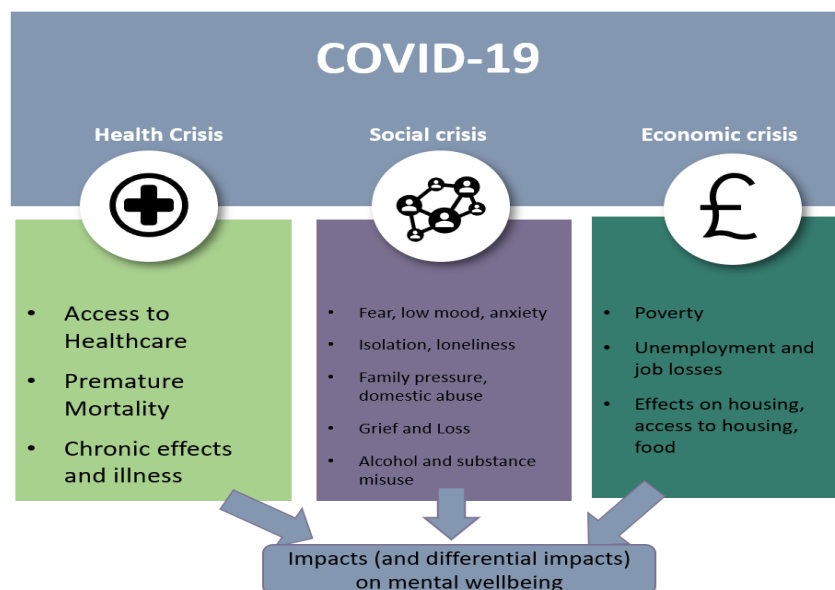 COVID-19
Health Crisis
Social crisis
Economic crisis
£
• Access to
Healthcare
• Premature
Mortality
• Chronic effects
and illness
• Fear, low mood, anxiety
• Isolation, loneliness
• Family pressure,
domestic abuse
• Grief and Loss
• Alcohol and substance
misuse
• Poverty
• Unemployment and
job losses
• Effects on housing,
access to housing,
food
Impacts (and differential impacts)
on mental wellbeing